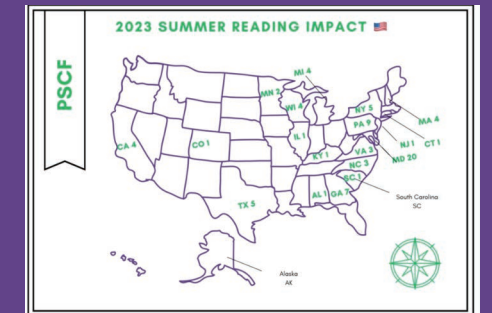 2023 SUMMER READING IMPACT
PSCF
MI 4
MN 2
WI 4
NY 5
MA 4
PA 9
CT 1
NJ 1
CA 4
CO 1
IL 1
KY 1
VA 3
MD 20
NC 3
SC 1
TX 5
AL 1
GA 7
South Carolina
SC
Alaska
AK